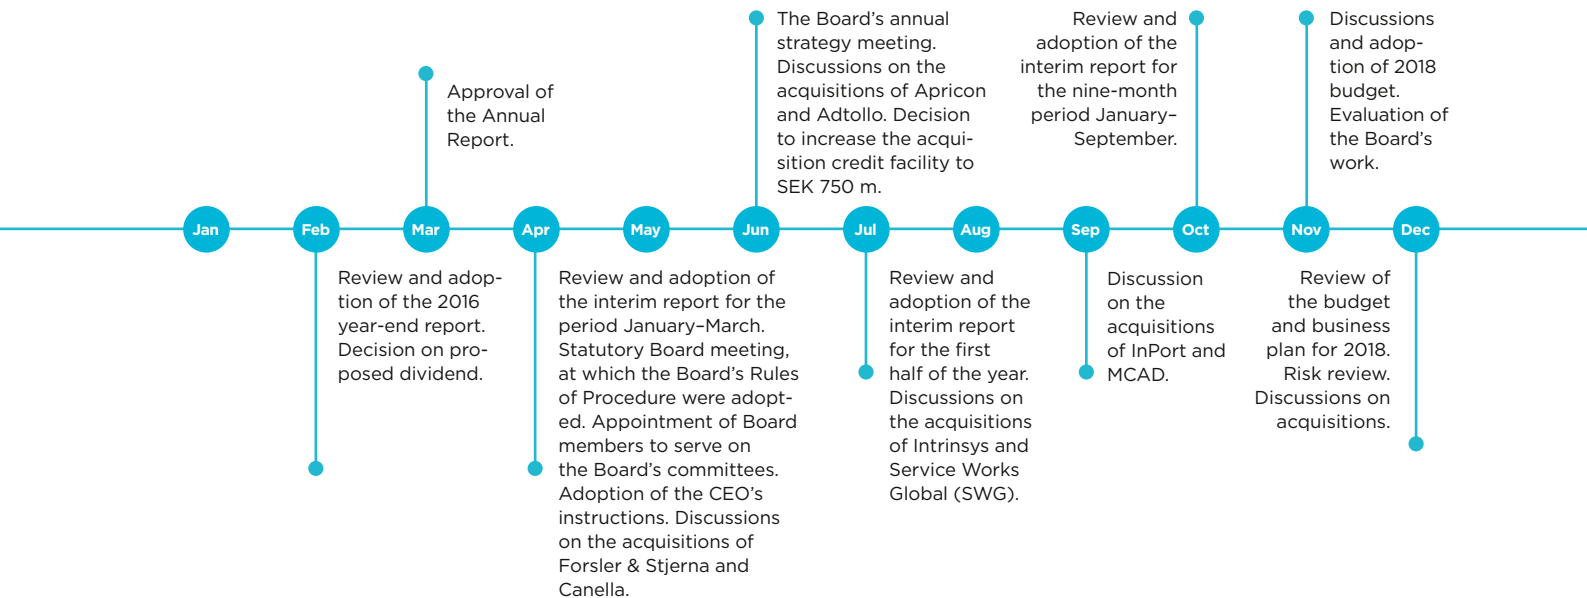 The Board's annual
strategy meeting.
Discussions on the
acquisitions of Apricon
and Adtollo. Decision
to increase the acqui-
sition credit facility to
SEK 750 m.
Review and
adoption of the
interim report for
the nine-month
period January–
September.
Discussions
and adop-
tion of 2018
budget.
Evaluation of
the Board's
work.
Approval of
the Annual
Report.
Jan
Feb
Mar
Apr
May
Jun
Jul
Aug
Sep
Oct
Nov
Dec
Review and adop-
tion of the 2016
year-end report.
Decision on pro-
posed dividend.
Review and adoption of
the interim report for the
period January–March.
Statutory Board meeting,
at which the Board's Rules
of Procedure were adopt-
ed. Appointment of Board
members to serve on
the Board's committees.
Adoption of the CEO's
instructions. Discussions
on the acquisitions of
Forsler & Stjerna and
Canella.
Review and
adoption of the
interim report
for the first
half of the year.
Discussions on
the acquisitions
of Intrinsys and
Service Works
Global (SWG).
Discussion
on the
acquisitions
of InPort and
MCAD.
Review of
the budget
and business
plan for 2018.
Risk review.
Discussions on
acquisitions.